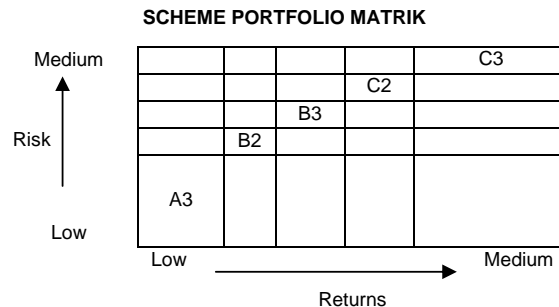 SCHEME PORTFOLIO MATRIK
Medium
C3
C2
B3
Risk
B2
A3
Low
Low
Medium
Returns